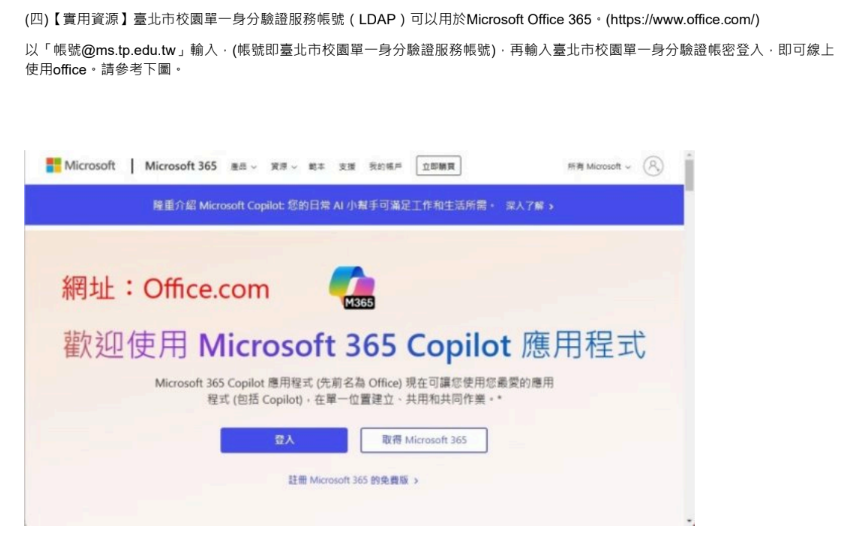 (四)【實用資源】臺北市校園單一身分驗證服務帳號（LDAP）可以用於Microsoft Office 365。(https://www.office.com/)
以「帳號@ms.tp.edu.tw」輸入，(帳號即臺北市校園單一身分驗證服務帳號)，再輸入臺北市校園單一身分驗證帳密登入，即可線上
使用office。請參考下圖。
Microsoft | Microsoft 365 產品 資源 範本 支援 我的帳戶 立即購買 所有 Microsoft
隆重介紹 Microsoft Copilot: 您的日常 AI 小幫手可滿足工作和生活所需。 深入了解 >
網址：Office.com M365
歡迎使用 Microsoft 365 Copilot 應用程式
Microsoft 365 Copilot 應用程式 (先前名為 Office) 現在可讓您使用您最愛的應用
程式 (包括 Copilot)，在單一位置建立、共用和共同作業。*
登入 取得 Microsoft 365
註冊 Microsoft 365 的免費版 >